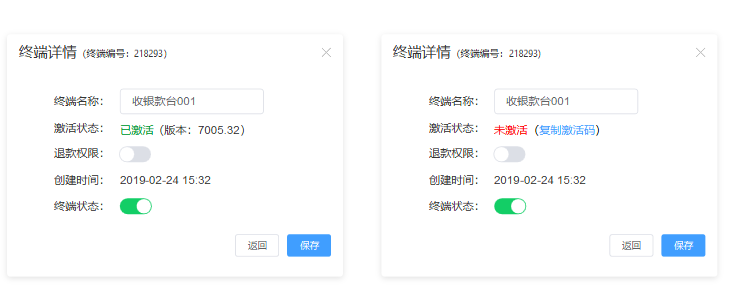 终端详情（终端编号：218293）
终端名称： 收银款台001
激活状态： 已激活（版本：7005.32）
退款权限：
创建时间： 2019-02-24 15:32
终端状态：
返回 保存
终端详情（终端编号：218293）
终端名称： 收银款台001
激活状态： 未激活（复制激活码）
退款权限：
创建时间： 2019-02-24 15:32
终端状态：
返回 保存